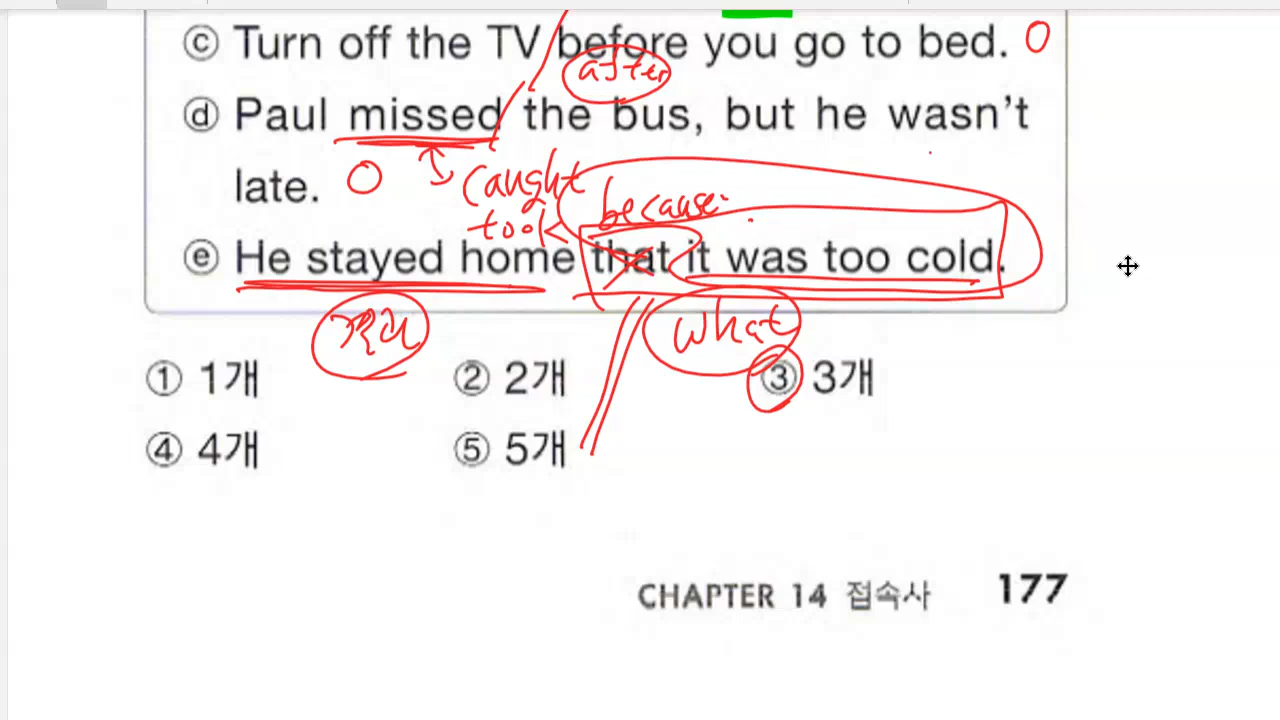 ⓒ Turn off the TV before you go to bed. O
after
ⓓ Paul missed the bus, but he wasn't
late. O caught
took because
ⓔ He stayed home that it was too cold.
결과 what
① 1개 ② 2개 ③ 3개
④ 4개 ⑤ 5개
CHAPTER 14 접속사 177